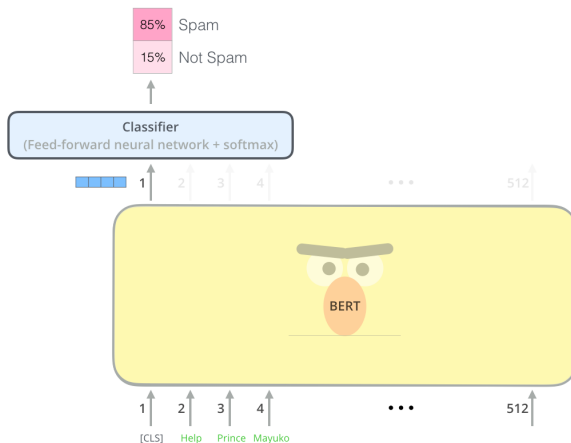 85% Spam
15% Not Spam
Classifier
(Feed-forward neural network + softmax)
1 2 3 4 ••• 512
BERT
1 2 3 4 ••• 512
[CLS] Help Prince Mayuko